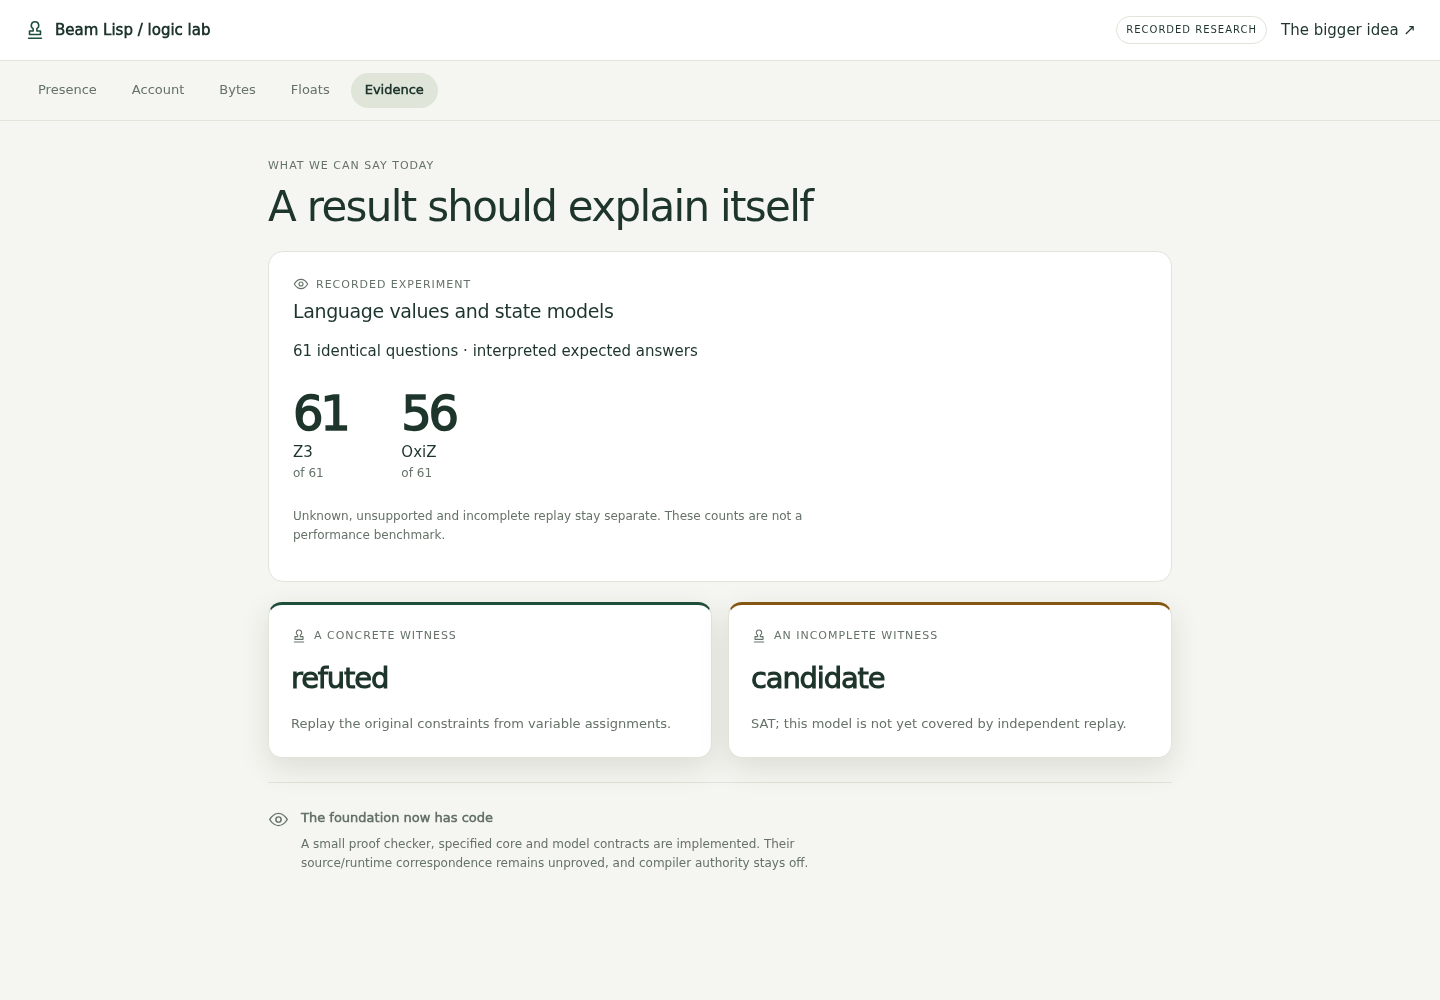 Beam Lisp / logic lab
RECORDED RESEARCH
The bigger idea ↗
Presence
Account
Bytes
Floats
Evidence
WHAT WE CAN SAY TODAY
A result should explain itself
RECORDED EXPERIMENT
Language values and state models
61 identical questions · interpreted expected answers
61
Z3
of 61
56
OxiZ
of 61
Unknown, unsupported and incomplete replay stay separate. These counts are not a
performance benchmark.
A CONCRETE WITNESS
refuted
Replay the original constraints from variable assignments.
AN INCOMPLETE WITNESS
candidate
SAT; this model is not yet covered by independent replay.
The foundation now has code
A small proof checker, specified core and model contracts are implemented. Their
source/runtime correspondence remains unproved, and compiler authority stays off.